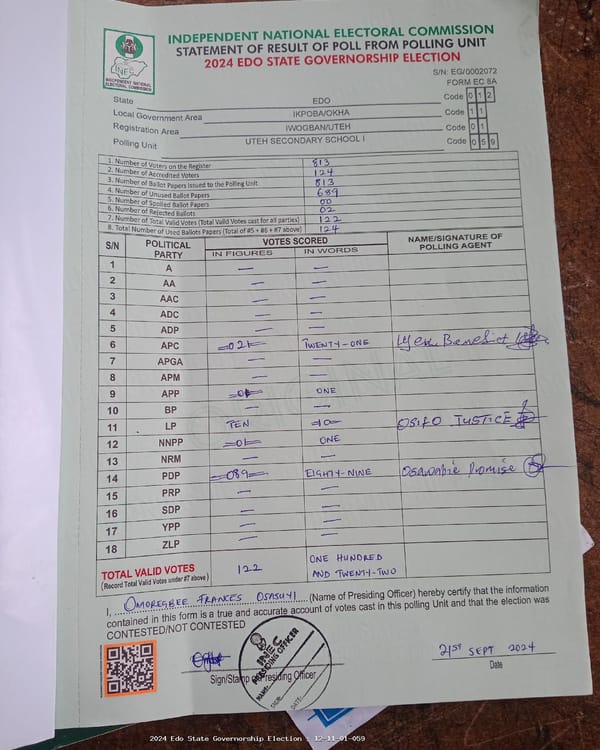 INDEPENDENT NATIONAL ELECTORAL COMMISSION
STATEMENT OF RESULT OF POLL FROM POLLING UNIT
2024 EDO STATE GOVERNORSHIP ELECTION
INEC
INDEPENDENT NATIONAL ELECTORAL COMMISSION
S/N: EG/0002072
FORM EC 8A
State EDO Code 0 1 2
Local Government Area IKPOBA/OKHA Code 1 1
Registration Area IWOGBAN/UTEH Code 0 1
Polling Unit UTEH SECONDARY SCHOOL I Code 0 5 9
1. Number of Voters on the Register 813
2. Number of Accredited Voters 124
3. Number of Ballot Papers Issued to the Polling Unit 813
4. Number of Unused Ballot Papers 689
5. Number of Spoiled Ballot Papers 00
6. Number of Rejected Ballots 02
7. Number of Total Valid Votes (Total Valid Votes cast for all parties) 122
8. Total Number of Used Ballots Papers (Total of #5 + #6 + #7 above) 124
S/N POLITICAL PARTY VOTES SCORED NAME/SIGNATURE OF POLLING AGENT
IN FIGURES IN WORDS
1 A — —
2 AA — —
3 AAC — —
4 ADC — —
5 ADP — —
6 APC =021= TWENTY-ONE Benedict
7 APGA — —
8 APM — —
9 APP =01= ONE
10 BP — —
11 LP TEN =10= OSIFO JUSTICE
12 NNPP =01= ONE
13 NRM — —
14 PDP =089= EIGHTY-NINE Promise
15 PRP — —
16 SDP — —
17 YPP — —
18 ZLP — —
TOTAL VALID VOTES 122 ONE HUNDRED AND TWENTY-TWO
(Record Total Valid Votes under #7 above)
I, OMOREGBEE FRANCES OSASUYI (Name of Presiding Officer) hereby certify that the information
contained in this form is a true and accurate account of votes cast in this polling Unit and that the election was
CONTESTED/NOT CONTESTED
INEC
PRESIDING OFFICER
NAME:
SIGN:
DATE:
Sign/Stamp of Presiding Officer
21ST SEPT 2024
Date
2024 Edo State Governorship Election - 12-11-01-059